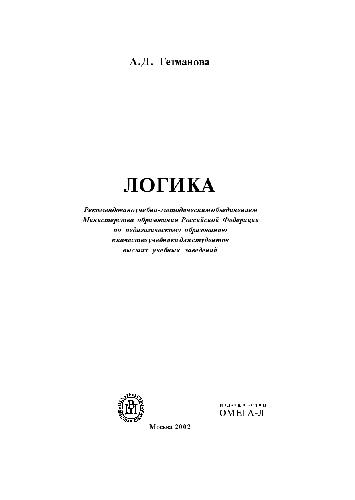 А.Д. Гетманова
ЛОГИКА
Рекомендовано учебно-методическим объединением
Министерства образования Российской Федерации
по педагогическому образованию
в качестве учебника для студентов
высших учебных заведений
ИЗДАТЕЛЬСТВО
ОМЕГА-Л
Москва 2002